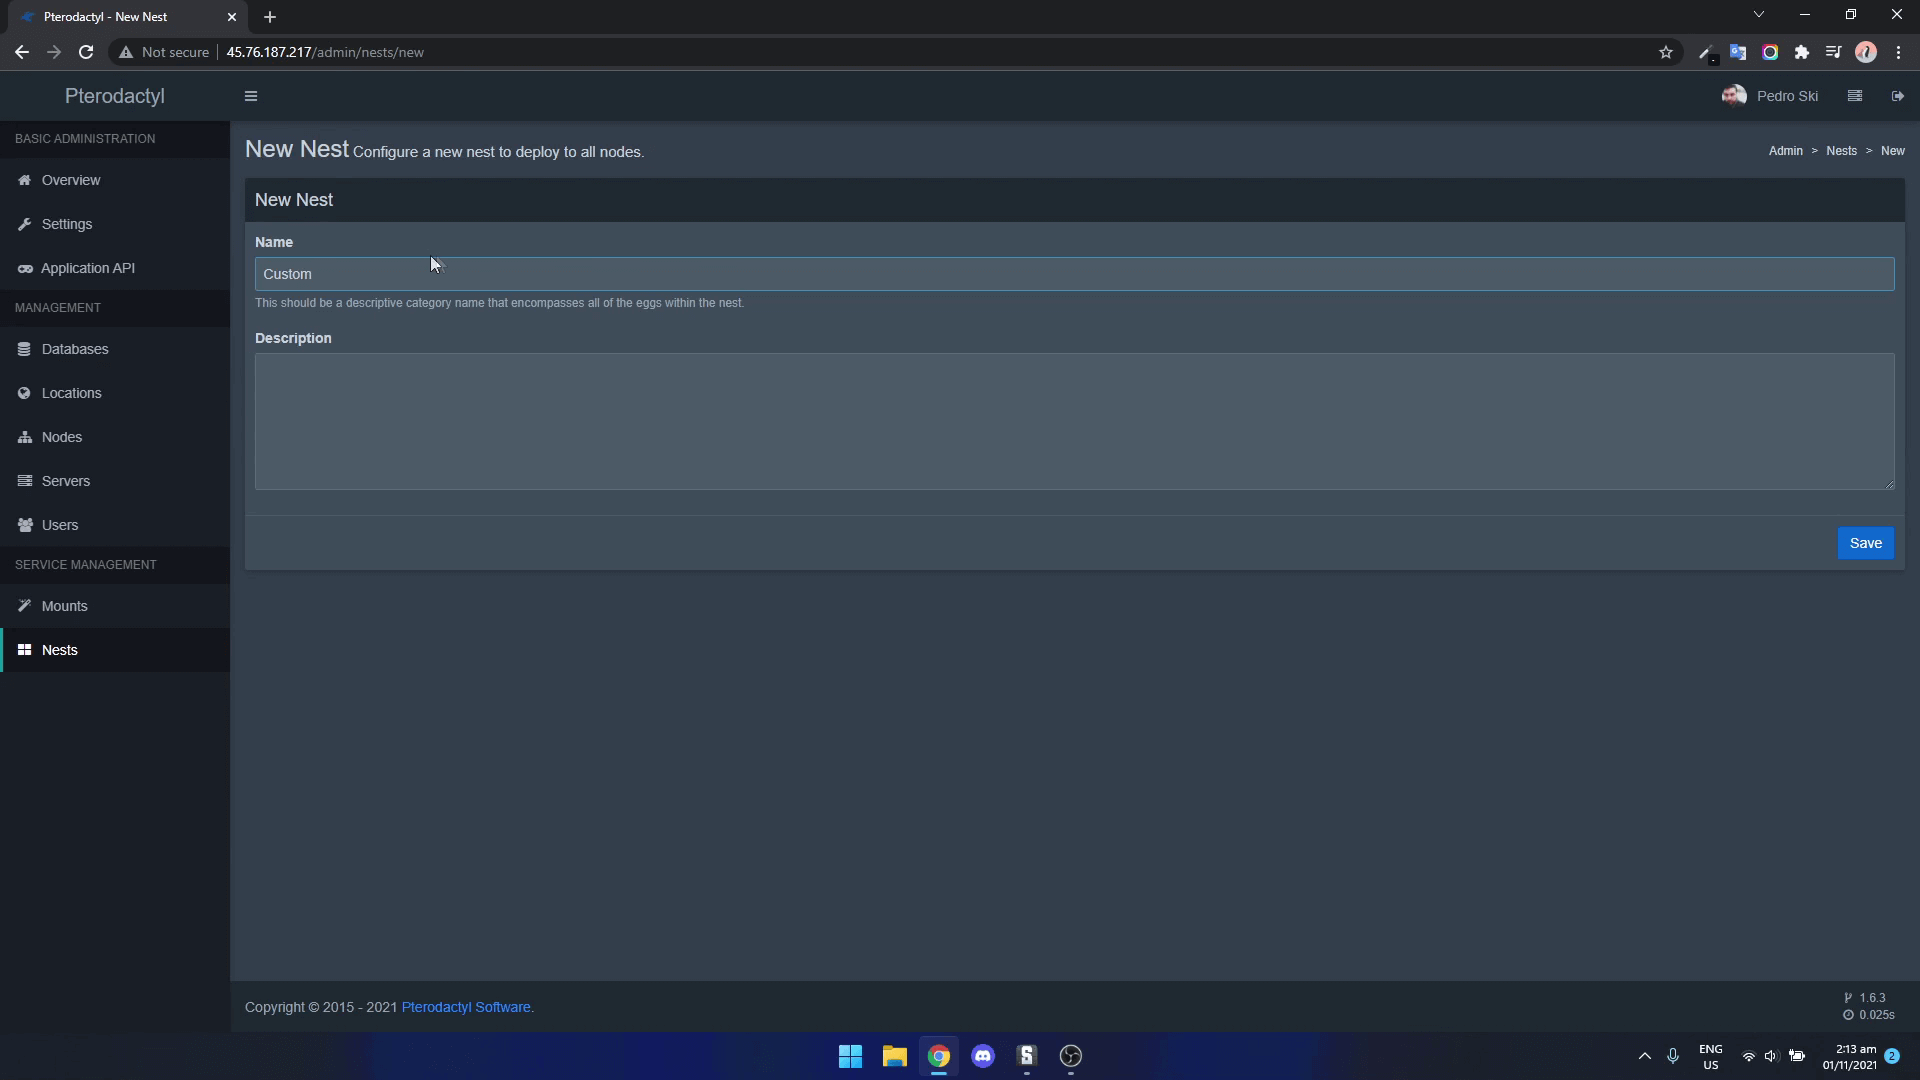 Pterodactyl - New Nest
Not secure
45.76.187.217/admin/nests/new
Pterodactyl
Pedro Ski
BASIC ADMINISTRATION
Overview
Settings
Application API
MANAGEMENT
Databases
Locations
Nodes
Servers
Users
SERVICE MANAGEMENT
Mounts
Nests
New Nest Configure a new nest to deploy to all nodes.
Admin > Nests > New
New Nest
Name
Custom
This should be a descriptive category name that encompasses all of the eggs within the nest.
Description
Save
Copyright © 2015 - 2021 Pterodactyl Software.
1.6.3
0.025s
ENG
US
2:13 am
01/11/2021
2